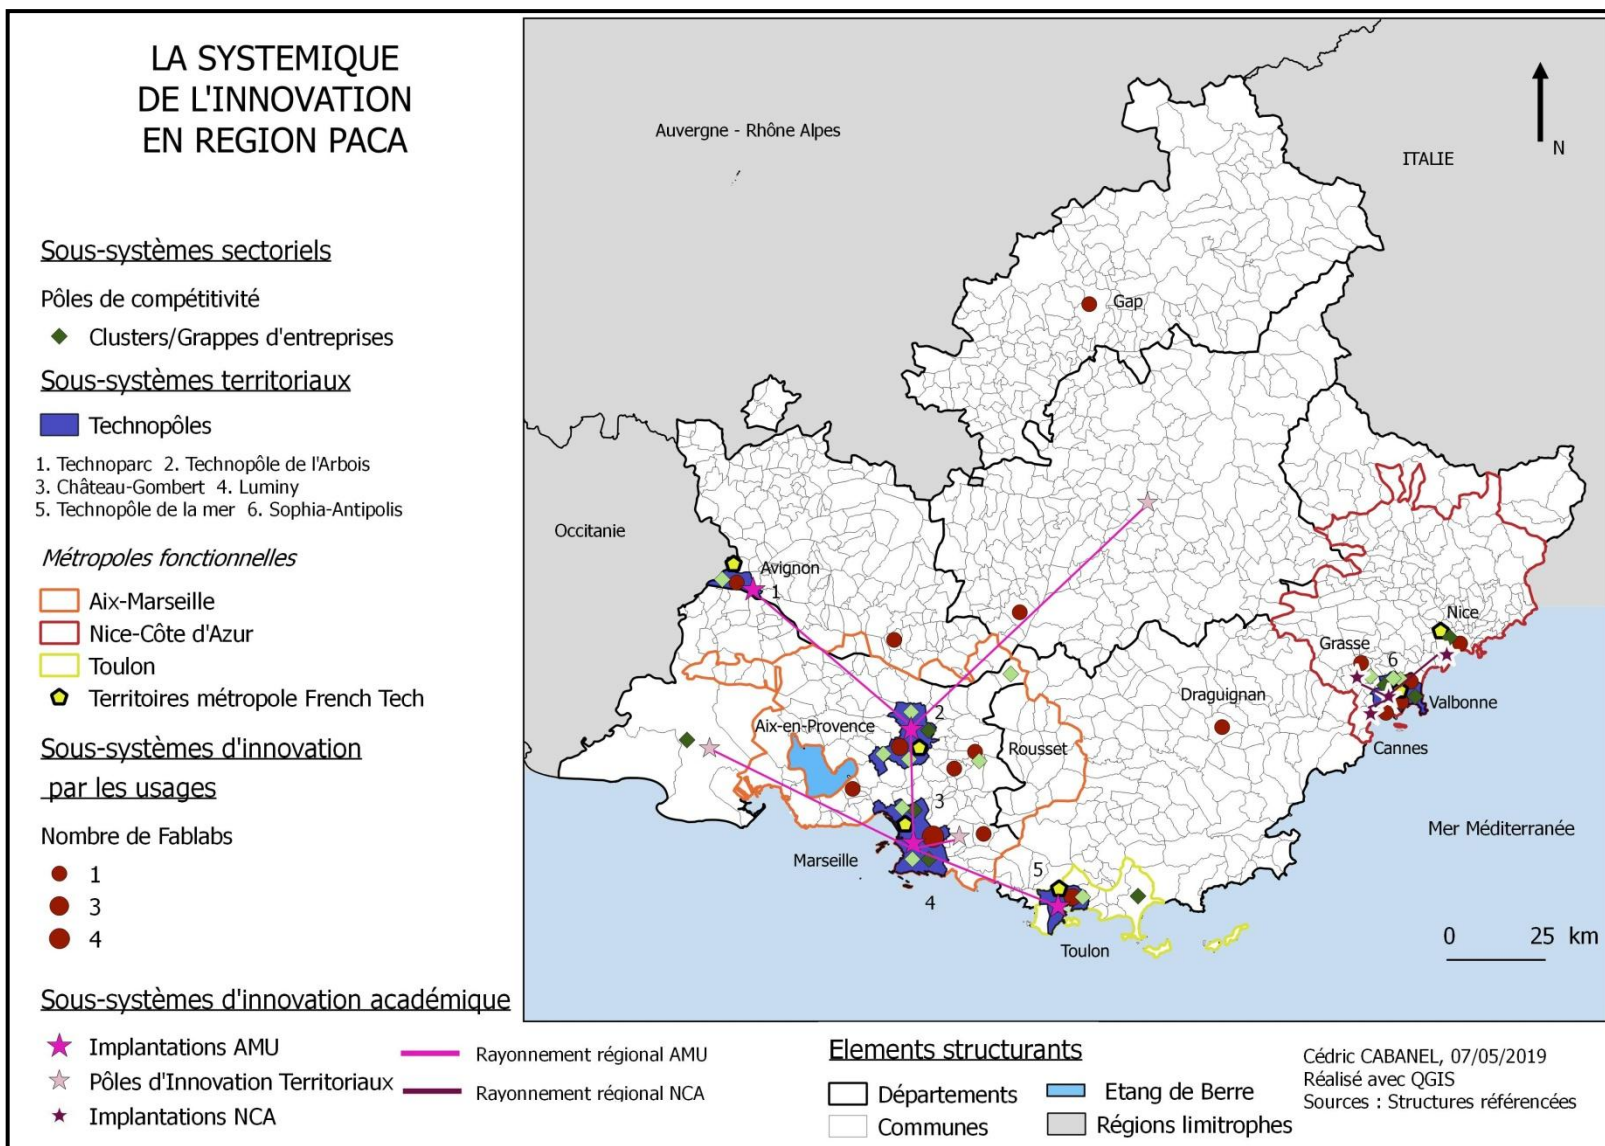 LA SYSTEMIQUE
DE L'INNOVATION
EN REGION PACA
Sous-systèmes sectoriels
Pôles de compétitivité
Clusters/Grappes d'entreprises
Sous-systèmes territoriaux
Technopôles
1. Technoparc 2. Technopôle de l'Arbois
3. Château-Gombert 4. Luminy
5. Technopôle de la mer 6. Sophia-Antipolis
Métropoles fonctionnelles
Aix-Marseille
Nice-Côte d'Azur
Toulon
Territoires métropole French Tech
Sous-systèmes d'innovation
par les usages
Nombre de Fablabs
1
3
4
Sous-systèmes d'innovation académique
Implantations AMU
Pôles d'Innovation Territoriaux
Implantations NCA
Rayonnement régional AMU
Rayonnement régional NCA
Elements structurants
Départements
Communes
Etang de Berre
Régions limitrophes
Cédric CABANEL, 07/05/2019
Réalisé avec QGIS
Sources : Structures référencées
Auvergne - Rhône Alpes
ITALIE
N
Gap
Occitanie
Avignon
1
Nice
Grasse
6
Valbonne
Cannes
Draguignan
Rousset
Aix-en-Provence
2
3
Marseille
4
5
Toulon
Mer Méditerranée
0 25 km